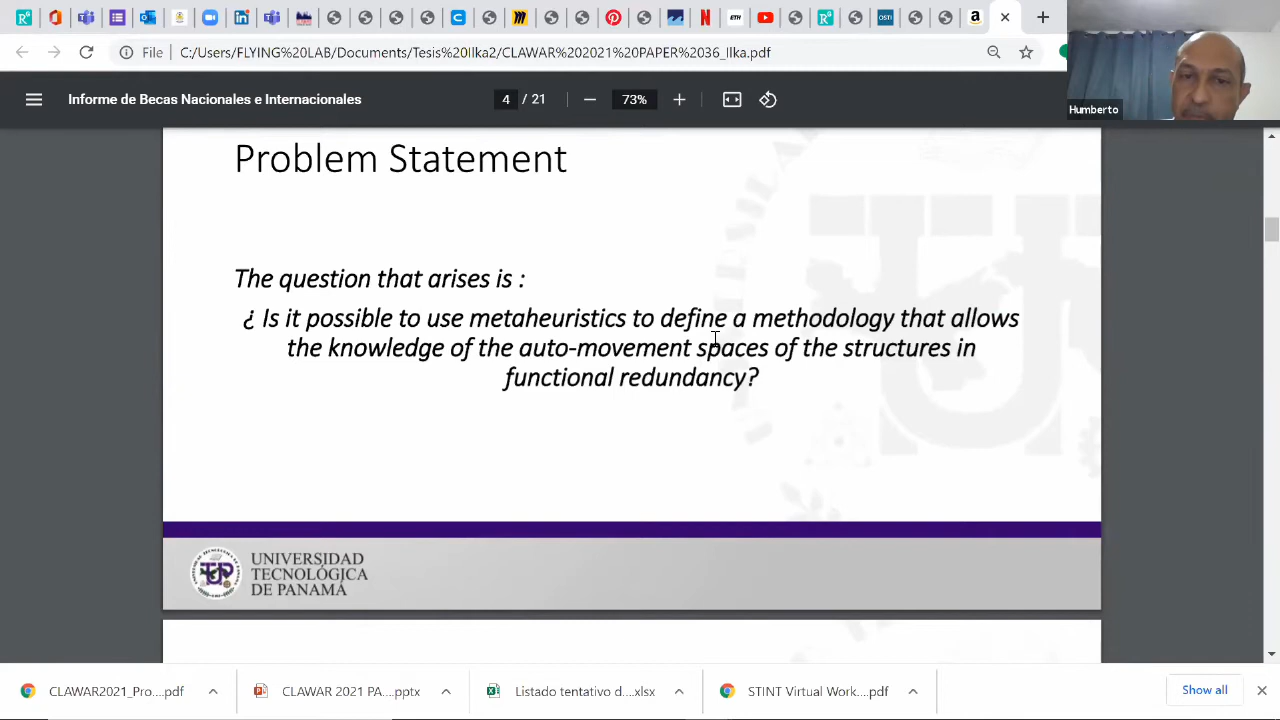 File
C:/Users/FLYING%20LAB/Documents/Tesis%20Ilka2/CLAWAR%202021%20PAPER%2036_Ilka.pdf
Humberto
Informe de Becas Nacionales e Internacionales
4 / 21
73%
Problem Statement
The question that arises is :
¿ Is it possible to use metaheuristics to define a methodology that allows
the knowledge of the auto-movement spaces of the structures in
functional redundancy?
UNIVERSIDAD
TECNOLÓGICA
DE PANAMÁ
CLAWAR2021_Pro....pdf
CLAWAR 2021 PA....pptx
Listado tentativo d....xlsx
STINT Virtual Work....pdf
Show all